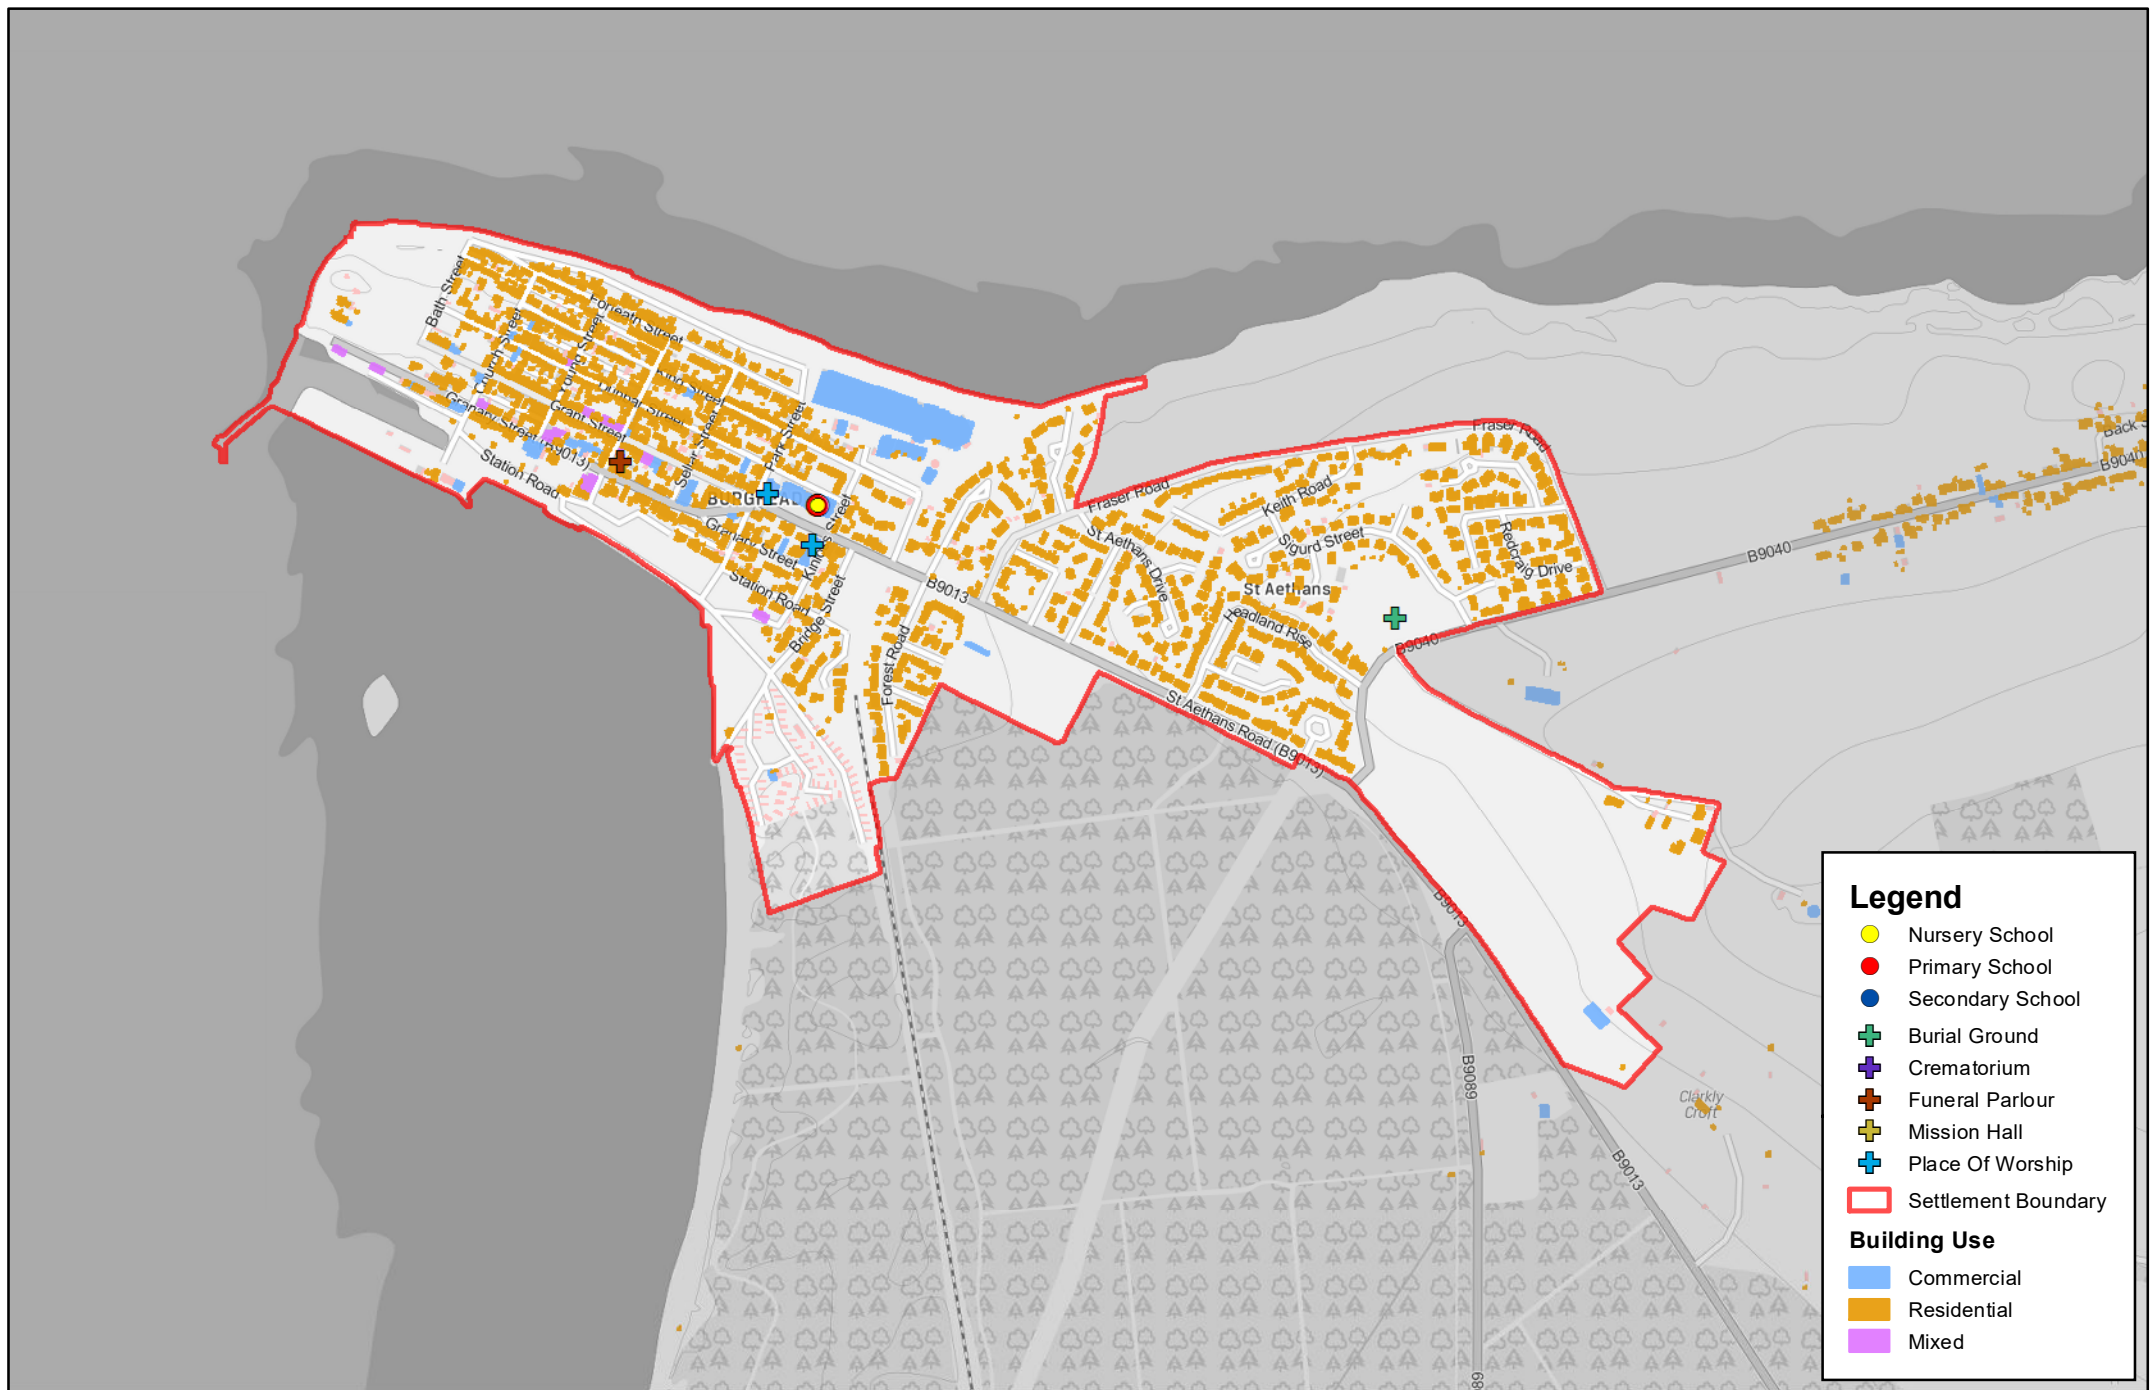 Bath Street
Church Street
Young Street
Forteath Street
King Street
Dunbar Street
Grant Street
Granary Street (B9013)
Station Road
Sellar Street
Park Street
BURGHEAD
Granary Street
Street
Station Road
Bridge Street
Forest Road
B9013
Fraser Road
St Aethans Drive
Keith Road
Sigurd Street
St Aethans
Headland Rise
St Aethans Road (B9013)
Fraser Road
Redcraig Drive
B9040
B9040
Back S
B9040
B9013
B9089
B9013
Clarkly
Croft
89
Legend
Nursery School
Primary School
Secondary School
Burial Ground
Crematorium
Funeral Parlour
Mission Hall
Place Of Worship
Settlement Boundary
Building Use
Commercial
Residential
Mixed